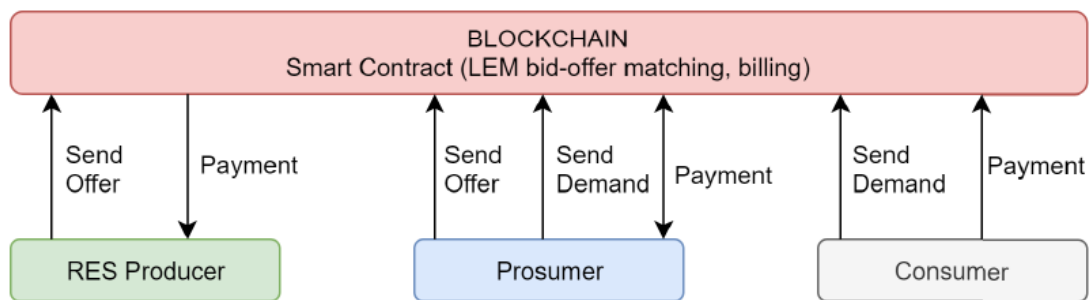 BLOCKCHAIN
Smart Contract (LEM bid-offer matching, billing)
Send
Offer
Payment
Send
Offer
Send
Demand
Payment
Send
Demand
Payment
RES Producer
Prosumer
Consumer